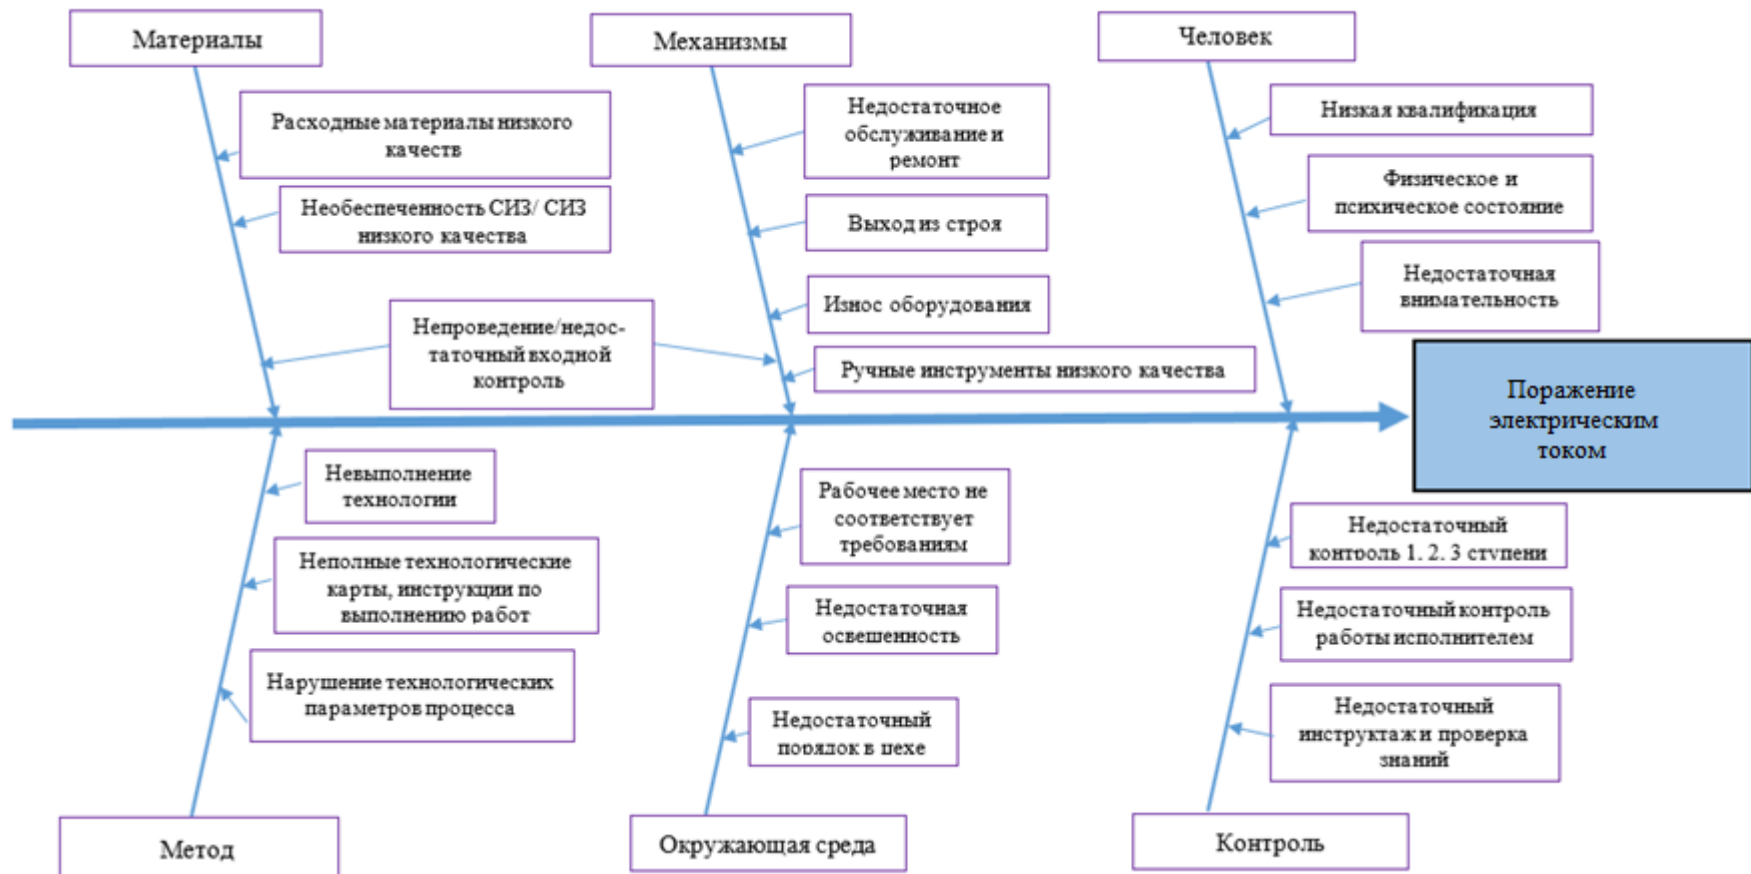 Материалы
Механизмы
Человек
Расходные материалы низкого
качеств
Необеспеченность СИЗ/ СИЗ
низкого качества
Непроведение/недос-
таточный входной
контроль
Недостаточное
обслуживание и
ремонт
Выход из строя
Износ оборудования
Ручные инструменты низкого качества
Низкая квалификация
Физическое и
психическое состояние
Недостаточная
внимательность
Поражение
электрическим
током
Невыполнение
технологии
Неполные технологические
карты, инструкции по
выполнению работ
Нарушение технологических
параметров процесса
Рабочее место не
соответствует
требованиям
Недостаточная
освещенность
Недостаточный
порядок в цехе
Недостаточный
контроль 1, 2, 3 ступени
Недостаточный контроль
работы исполнителем
Недостаточный
инструктаж и проверка
знаний
Метод
Окружающая среда
Контроль